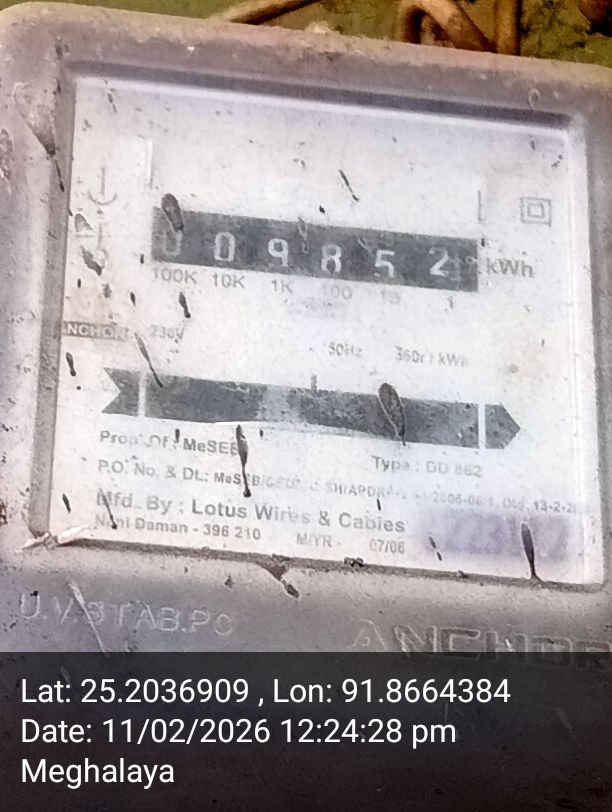 0 0 9 8 5 2 kWh
100K 10K 1K 100 10 1
ANCHOR 230V
50Hz 360r / kWh
Prop. Of : MeSEB
Type : DD 862
P.O. No. & Dt.: MeSEB/
Mfd. By : Lotus Wires & Cables
Nani Daman - 396 210 M/YR - 07/06
U.V.STAB.PC
ANCHOR
Lat: 25.2036909 , Lon: 91.8664384
Date: 11/02/2026 12:24:28 pm
Meghalaya